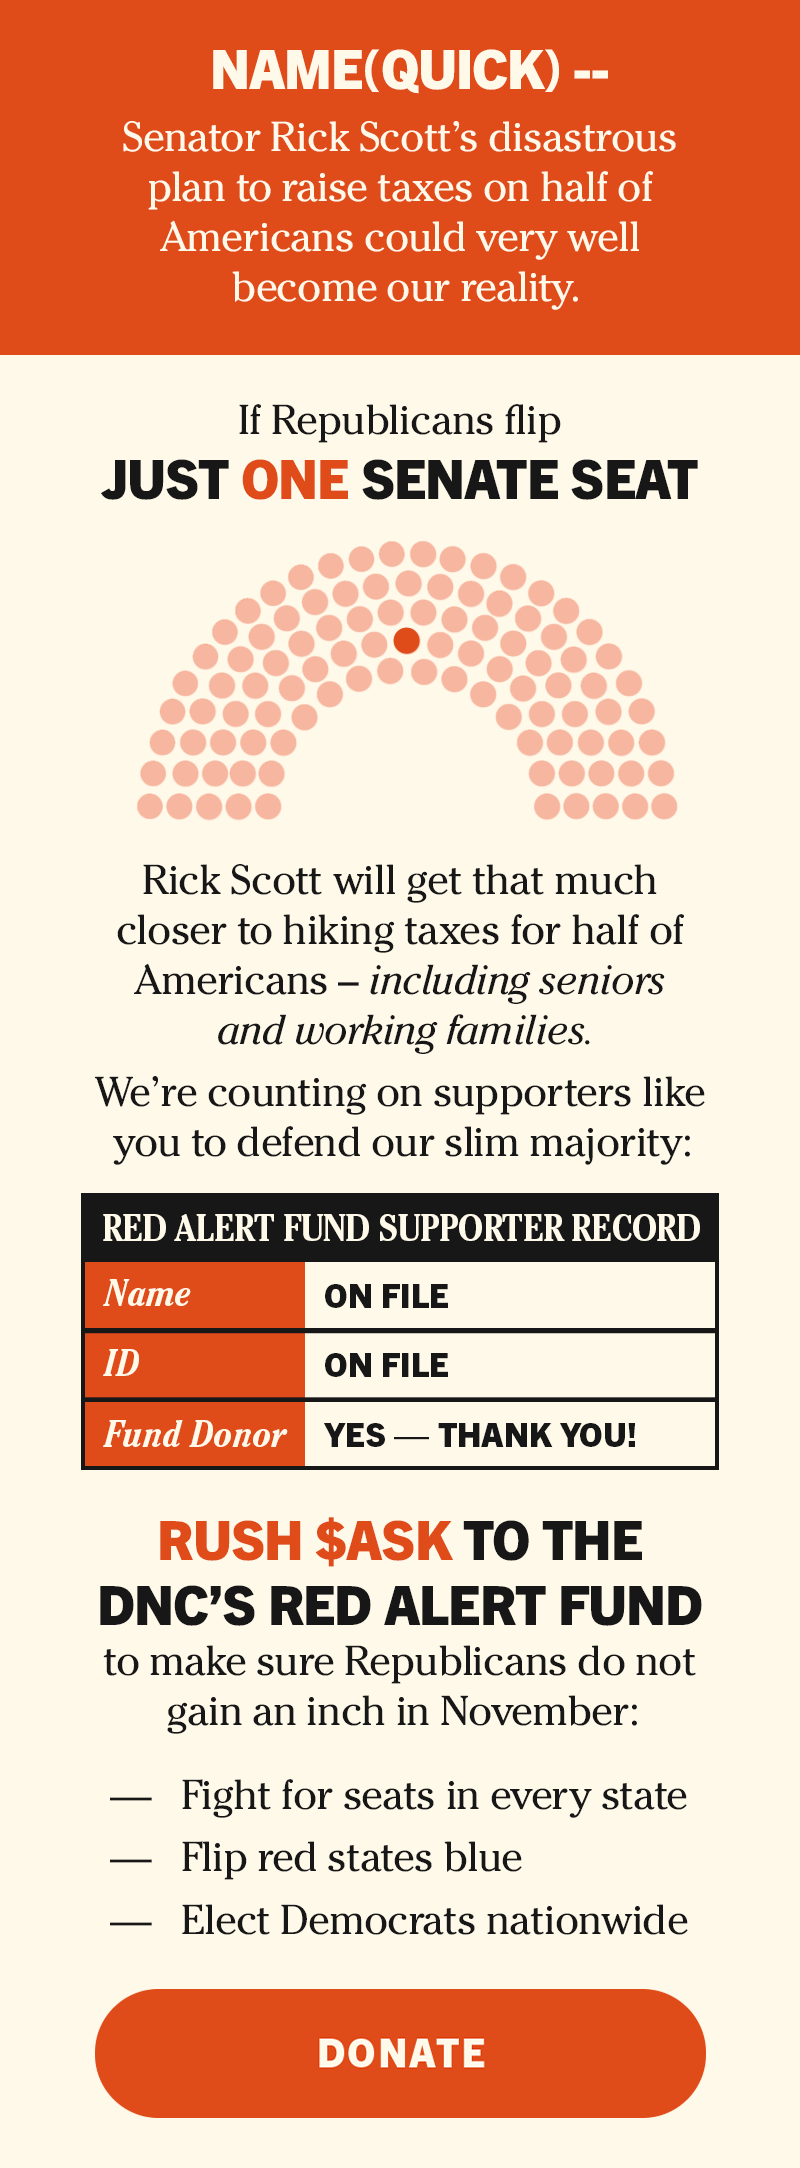 NAME(QUICK) --
Senator Rick Scott’s disastrous
plan to raise taxes on half of
Americans could very well
become our reality.
If Republicans flip
JUST ONE SENATE SEAT
Rick Scott will get that much
closer to hiking taxes for half of
Americans – including seniors
and working families.
We’re counting on supporters like
you to defend our slim majority:
RED ALERT FUND SUPPORTER RECORD
Name ON FILE
ID ON FILE
Fund Donor YES — THANK YOU!
RUSH $ASK TO THE
DNC’S RED ALERT FUND
to make sure Republicans do not
gain an inch in November:
— Fight for seats in every state
— Flip red states blue
— Elect Democrats nationwide
DONATE